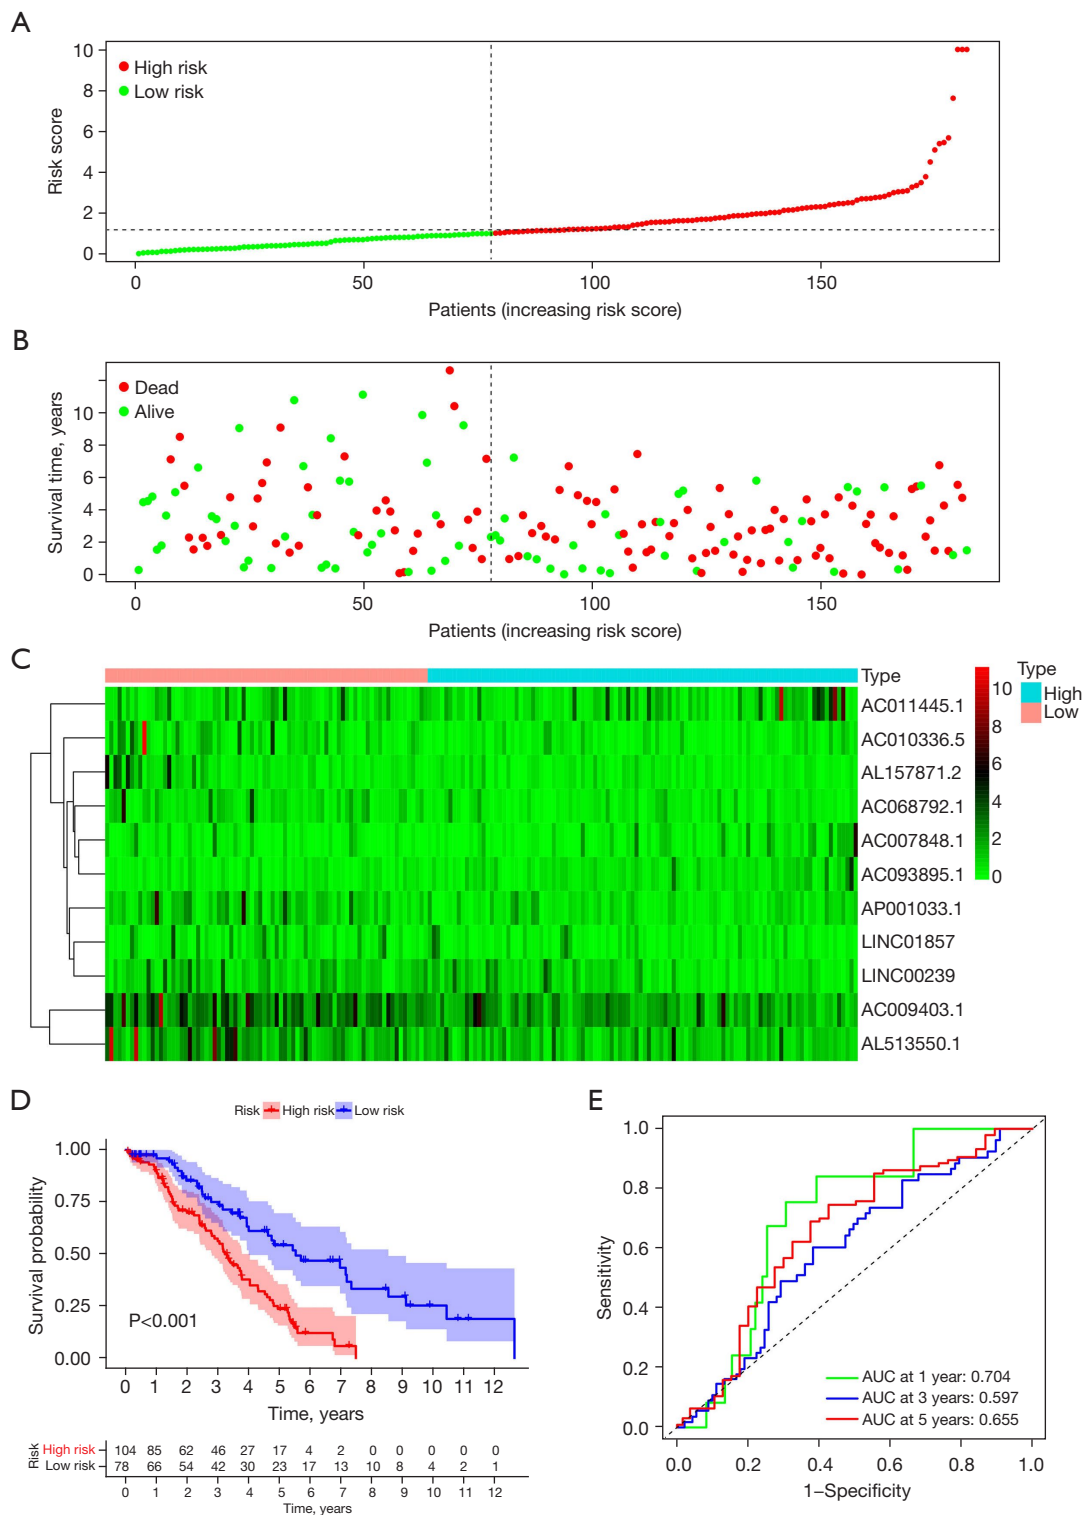 A
10
8
6
4
2
0
Risk score
High risk
Low risk
0 50 100 150
Patients (increasing risk score)
B
10
8
6
4
2
0
Survival time, years
Dead
Alive
0 50 100 150
Patients (increasing risk score)
C
Type
AC011445.1
AC010336.5
AL157871.2
AC068792.1
AC007848.1
AC093895.1
AP001033.1
LINC01857
LINC00239
AC009403.1
AL513550.1
10
8
6
4
2
0
Type
High
Low
D
Risk High risk Low risk
1.00
0.75
0.50
0.25
0.00
Survival probability
P<0.001
0 1 2 3 4 5 6 7 8 9 10 11 12
Time, years
Risk
High risk 104 85 62 46 27 17 4 2 0 0 0 0 0
Low risk 78 66 54 42 30 23 17 13 10 8 4 2 1
0 1 2 3 4 5 6 7 8 9 10 11 12
Time, years
E
1.0
0.8
0.6
0.4
0.2
0.0
Sensitivity
AUC at 1 year: 0.704
AUC at 3 years: 0.597
AUC at 5 years: 0.655
0.0 0.2 0.4 0.6 0.8 1.0
1–Specificity